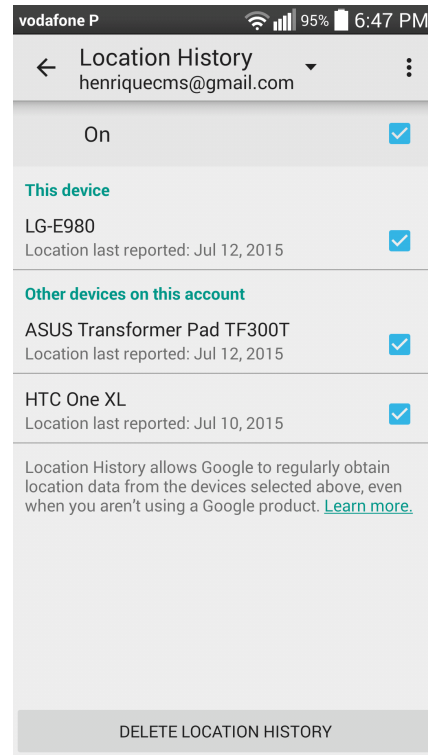 vodafone P 95% 6:47 PM
Location History
henriquecms@gmail.com
On
This device
LG-E980
Location last reported: Jul 12, 2015
Other devices on this account
ASUS Transformer Pad TF300T
Location last reported: Jul 12, 2015
HTC One XL
Location last reported: Jul 10, 2015
Location History allows Google to regularly obtain
location data from the devices selected above, even
when you aren't using a Google product. Learn more.
DELETE LOCATION HISTORY